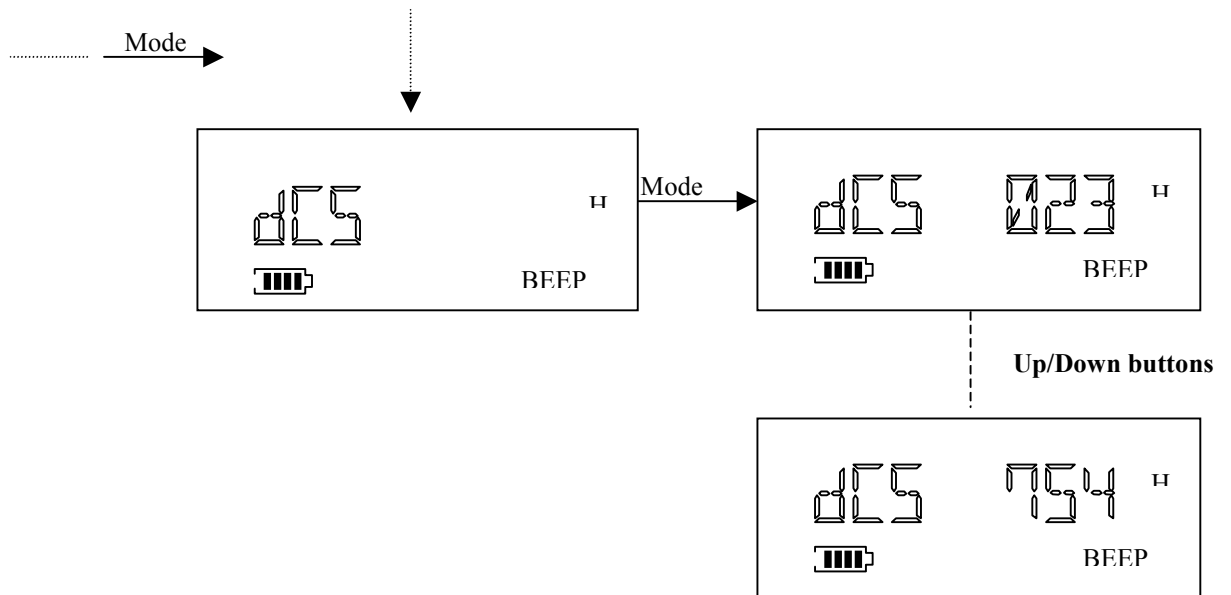 Mode
dCS H
BEEP
Mode
dCS 023 H
BEEP
Up/Down buttons
dCS 754 H
BEEP